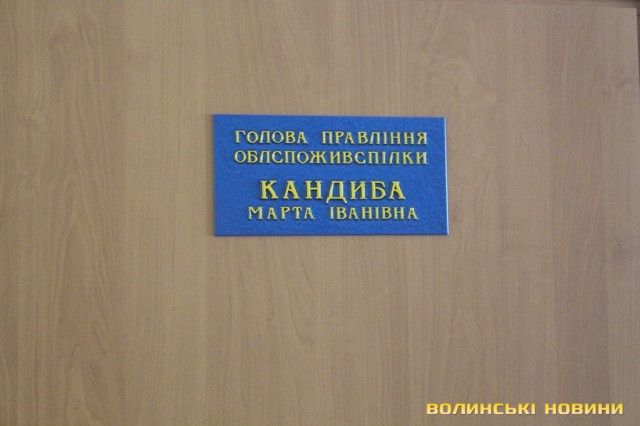 ГОЛОВА ПРАВЛІННЯ
ОБЛСПОЖИВСПІЛКИ
КАНДИБА
МАРТА ІВАНІВНА
ВОЛИНСЬКІ НОВИНИ